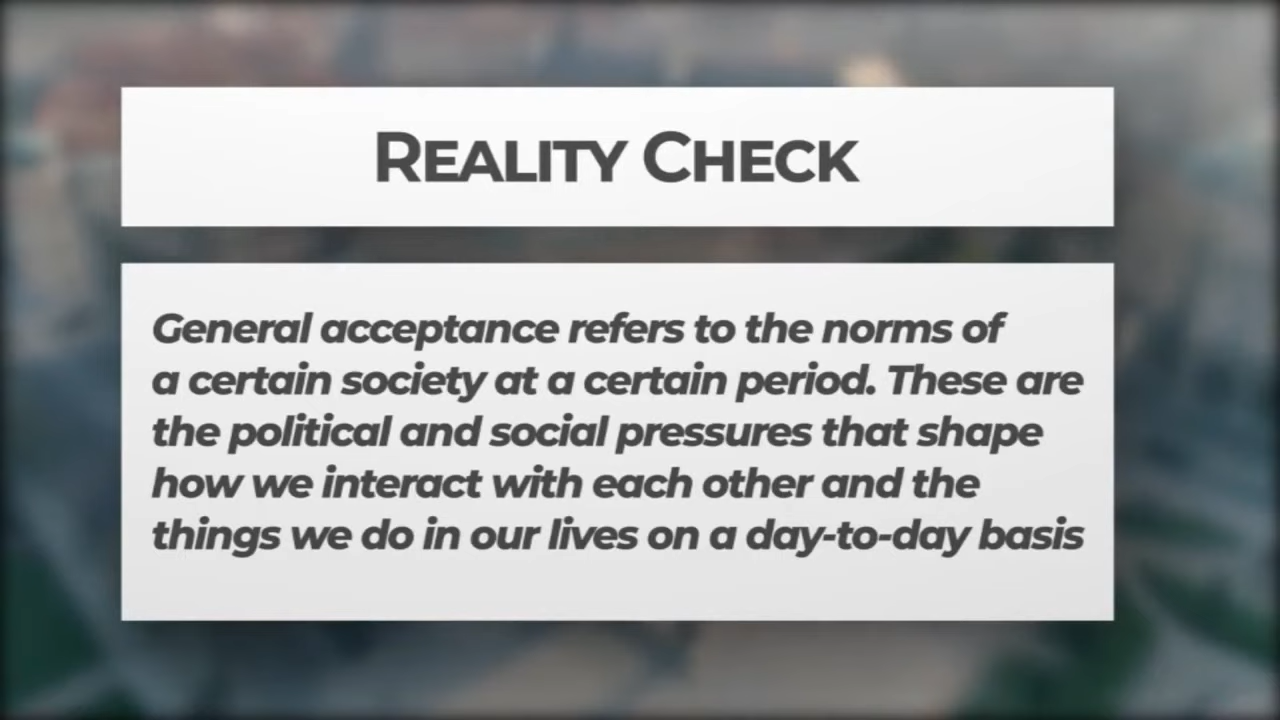 Reality Check
General acceptance refers to the norms of
a certain society at a certain period. These are
the political and social pressures that shape
how we interact with each other and the
things we do in our lives on a day-to-day basis